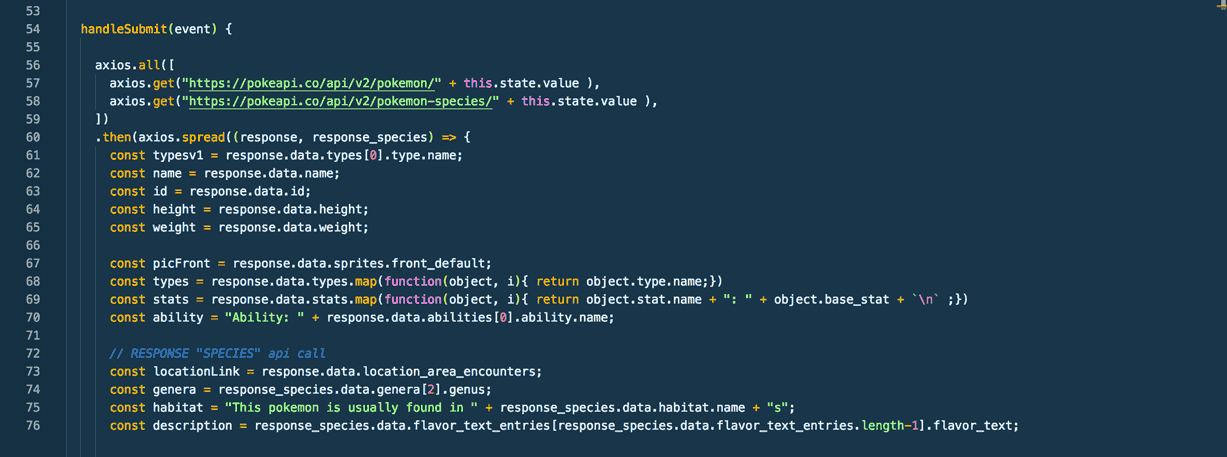 53
54 handleSubmit(event) {
55
56 axios.all([
57 axios.get("https://pokeapi.co/api/v2/pokemon/" + this.state.value ),
58 axios.get("https://pokeapi.co/api/v2/pokemon-species/" + this.state.value ),
59 ])
60 .then(axios.spread((response, response_species) => {
61 const typesv1 = response.data.types[0].type.name;
62 const name = response.data.name;
63 const id = response.data.id;
64 const height = response.data.height;
65 const weight = response.data.weight;
66
67 const picFront = response.data.sprites.front_default;
68 const types = response.data.types.map(function(object, i){ return object.type.name;})
69 const stats = response.data.stats.map(function(object, i){ return object.stat.name + ": " + object.base_stat + `\n` ;})
70 const ability = "Ability: " + response.data.abilities[0].ability.name;
71
72 // RESPONSE "SPECIES" api call
73 const locationLink = response.data.location_area_encounters;
74 const genera = response_species.data.genera[2].genus;
75 const habitat = "This pokemon is usually found in " + response_species.data.habitat.name + "s";
76 const description = response_species.data.flavor_text_entries[response_species.data.flavor_text_entries.length-1].flavor_text;